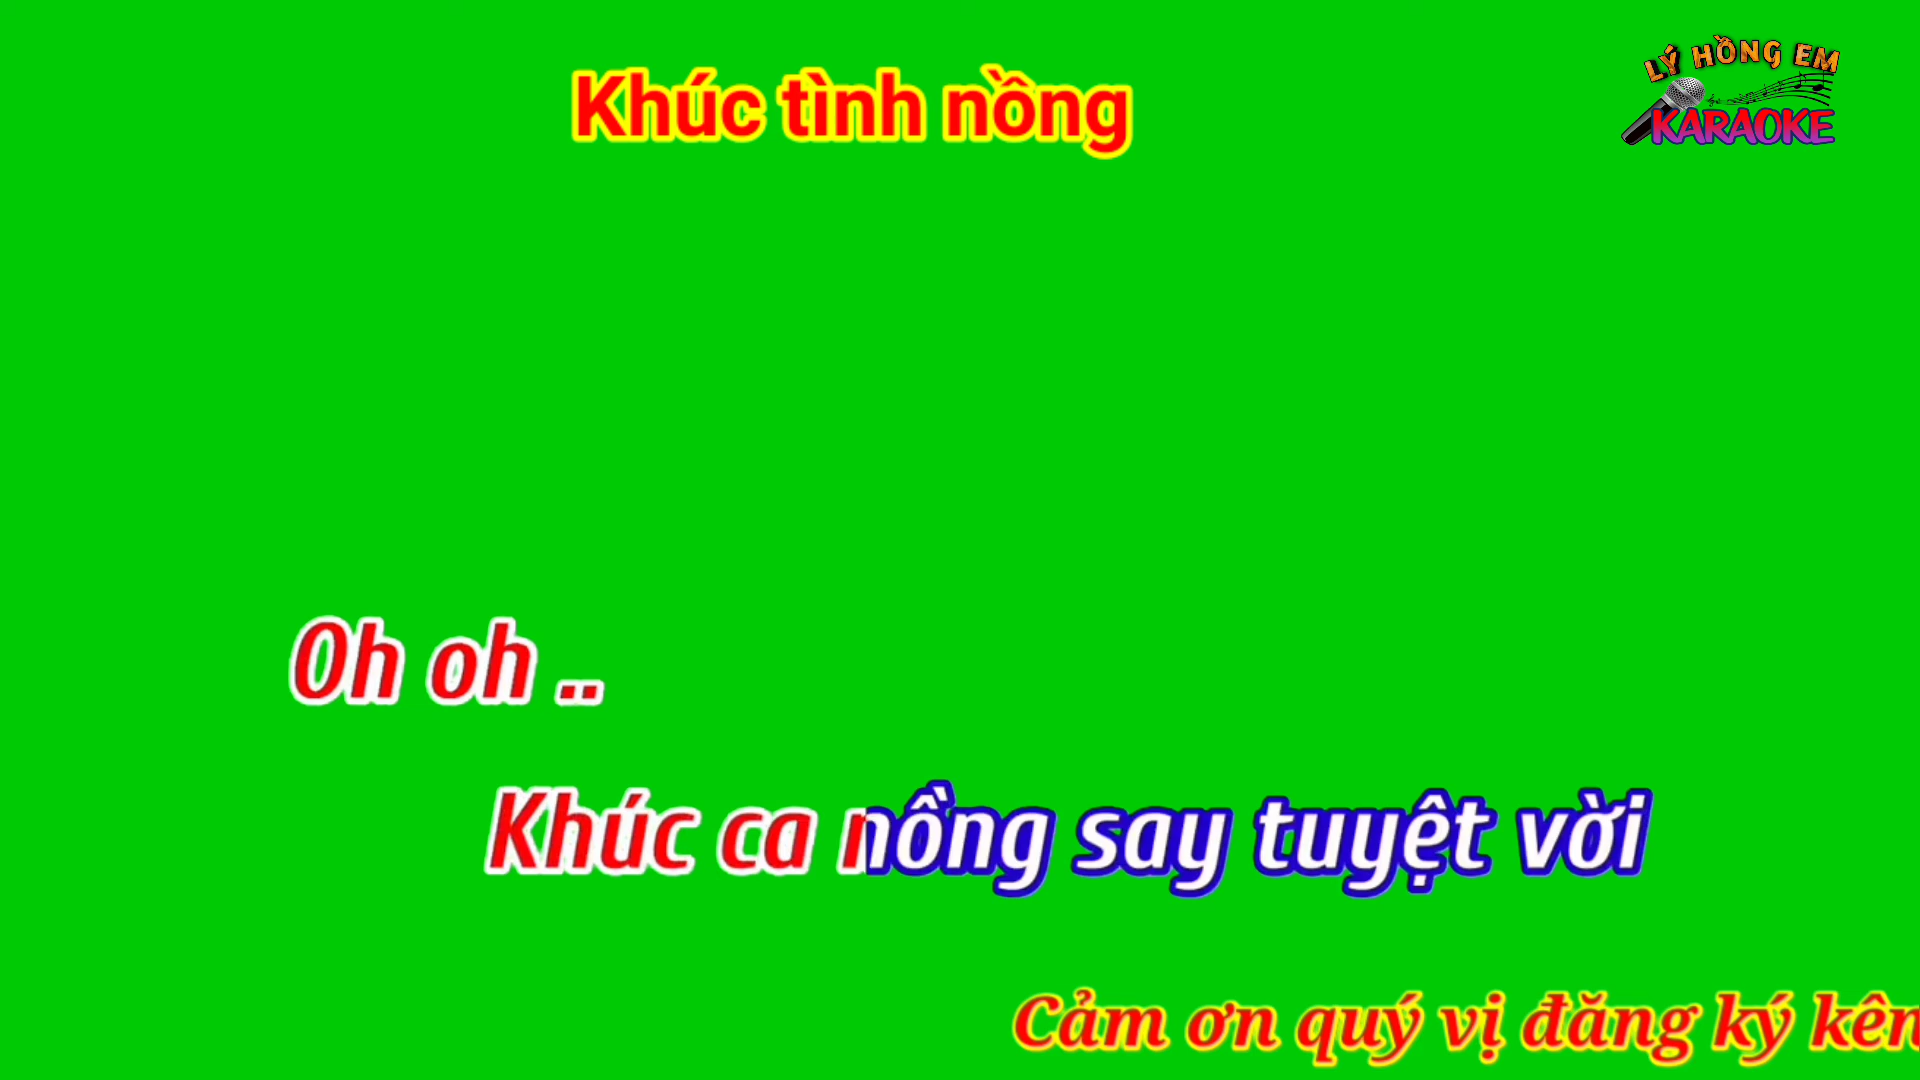 Khúc tình nồng
LÝ HỒNG EM
KARAOKE
Oh oh ..
Khúc ca nồng say tuyệt vời
Cảm ơn quý vị đăng ký kên